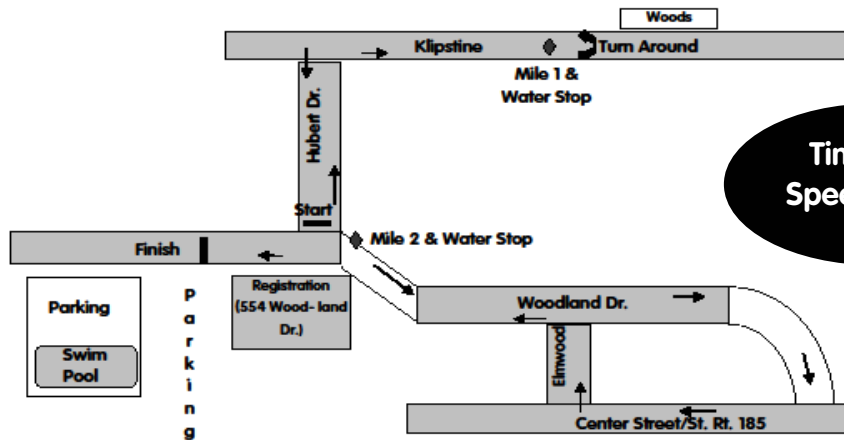 Woods
Klipstine
Turn Around
Mile 1 &
Water Stop
Hubert Dr.
Start
Mile 2 & Water Stop
Finish
Registration
(554 Wood- land
Dr.)
Parking
Swim
Pool
Parking
Woodland Dr.
Elmwood
Center Street/St. Rt. 185